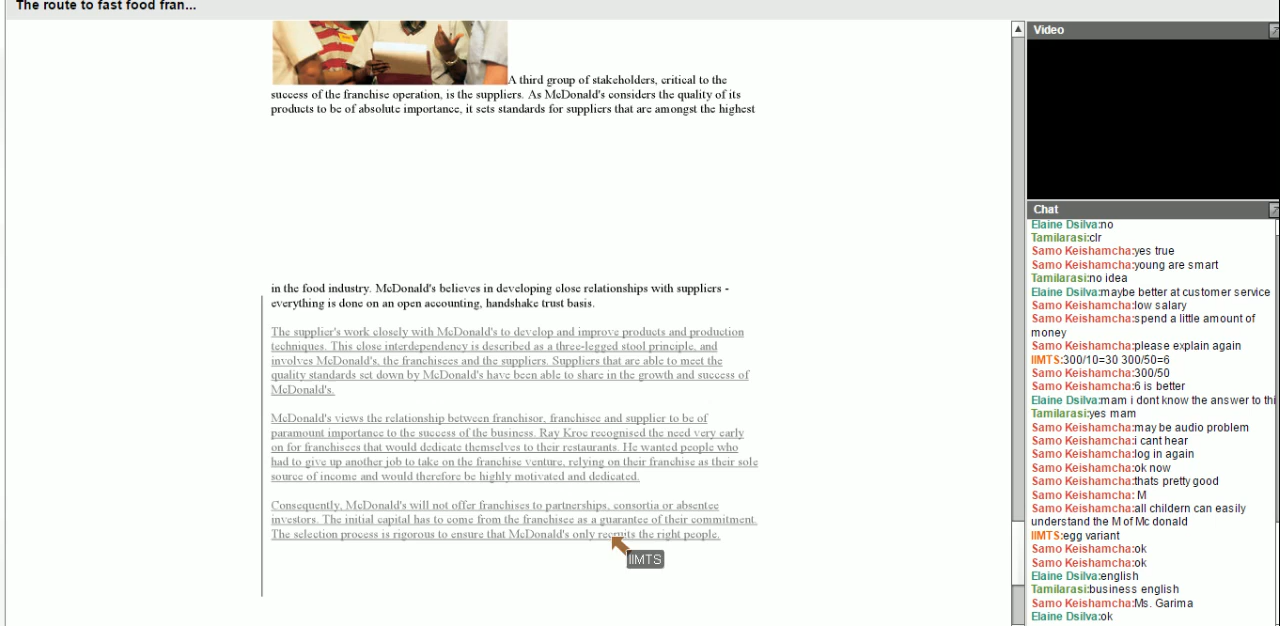 The route to fast food fran...
A third group of stakeholders, critical to the
success of the franchise operation, is the suppliers. As McDonald's considers the quality of its
products to be of absolute importance, it sets standards for suppliers that are amongst the highest
in the food industry. McDonald's believes in developing close relationships with suppliers -
everything is done on an open accounting, handshake trust basis.
The supplier's work closely with McDonald's to develop and improve products and production
techniques. This close interdependency is described as a three-legged stool principle, and
involves McDonald's, the franchisees and the suppliers. Suppliers that are able to meet the
quality standards set down by McDonald's have been able to share in the growth and success of
McDonald's.
McDonald's views the relationship between franchisor, franchisee and supplier to be of
paramount importance to the success of the business. Ray Kroc recognised the need very early
on for franchisees that would dedicate themselves to their restaurants. He wanted people who
had to give up another job to take on the franchise venture, relying on their franchise as their sole
source of income and would therefore be highly motivated and dedicated.
Consequently, McDonald's will not offer franchises to partnerships, consortia or absentee
investors. The initial capital has to come from the franchisee as a guarantee of their commitment.
The selection process is rigorous to ensure that McDonald's only recruits the right people.
IIMTS
Video
Chat
Elaine Dsilva:no
Tamilarasi:clr
Samo Keishamcha:yes true
Samo Keishamcha:young are smart
Tamilarasi:no idea
Elaine Dsilva:maybe better at customer service
Samo Keishamcha:low salary
Samo Keishamcha:spend a little amount of
money
Samo Keishamcha:please explain again
IIMTS:300/10=30 300/50=6
Samo Keishamcha:300/50
Samo Keishamcha:6 is better
Elaine Dsilva:mam i dont know the answer to thi
Tamilarasi:yes mam
Samo Keishamcha:may be audio problem
Samo Keishamcha:i cant hear
Samo Keishamcha:log in again
Samo Keishamcha:ok now
Samo Keishamcha:thats pretty good
Samo Keishamcha: M
Samo Keishamcha:all childern can easily
understand the M of Mc donald
IIMTS:egg variant
Samo Keishamcha:ok
Samo Keishamcha:ok
Elaine Dsilva:english
Tamilarasi:business english
Samo Keishamcha:Ms. Garima
Elaine Dsilva:ok